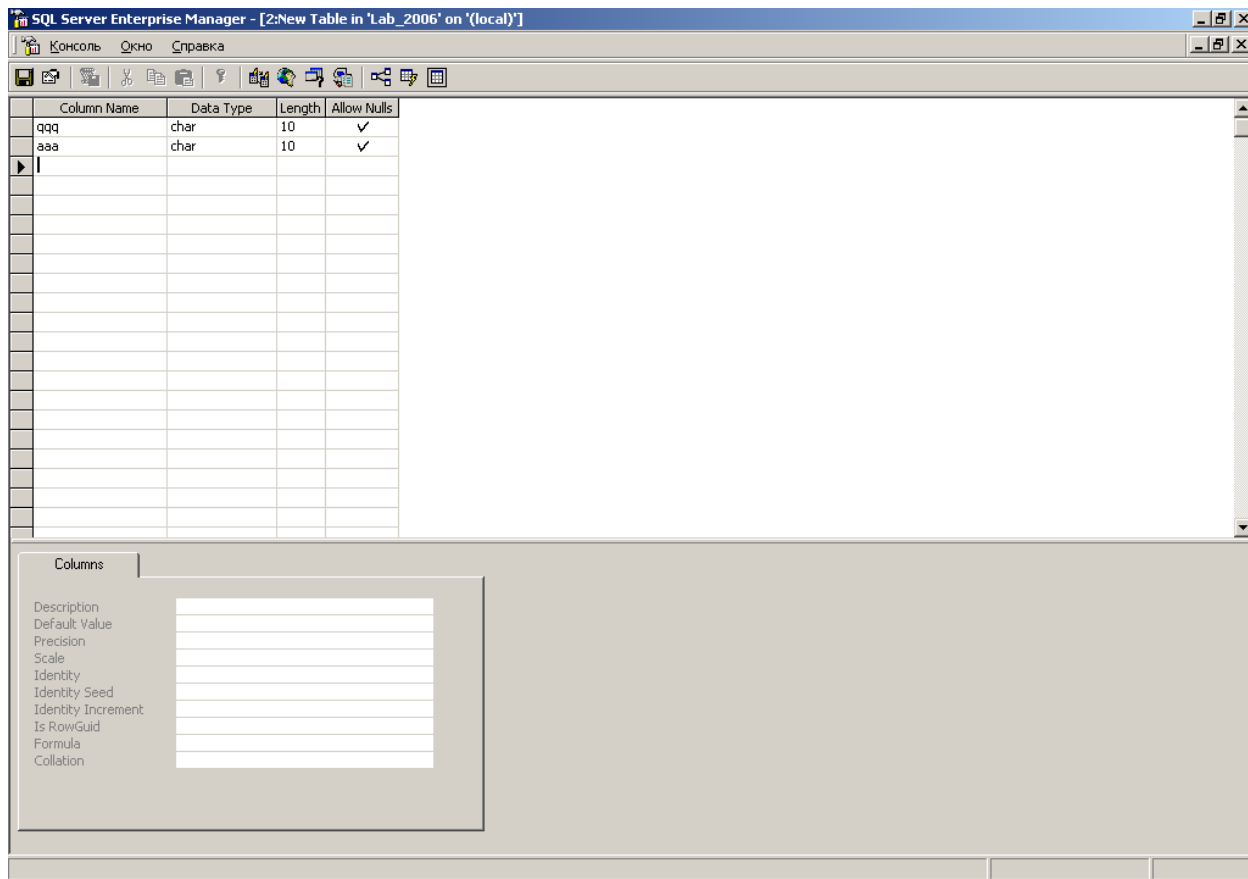 SQL Server Enterprise Manager - [2:New Table in 'Lab_2006' on '(local)']
Консоль Окно Справка
Column Name Data Type Length Allow Nulls
qqq char 10
aaa char 10
Columns
Description
Default Value
Precision
Scale
Identity
Identity Seed
Identity Increment
Is RowGuid
Formula
Collation